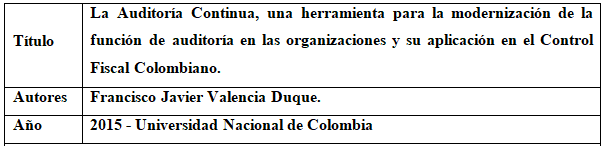 La Auditoría Continua, una herramienta para la modernización de la
Título función de auditoría en las organizaciones y su aplicación en el Control
Fiscal Colombiano.
Autores Francisco Javier Valencia Duque.
Año 2015 - Universidad Nacional de Colombia